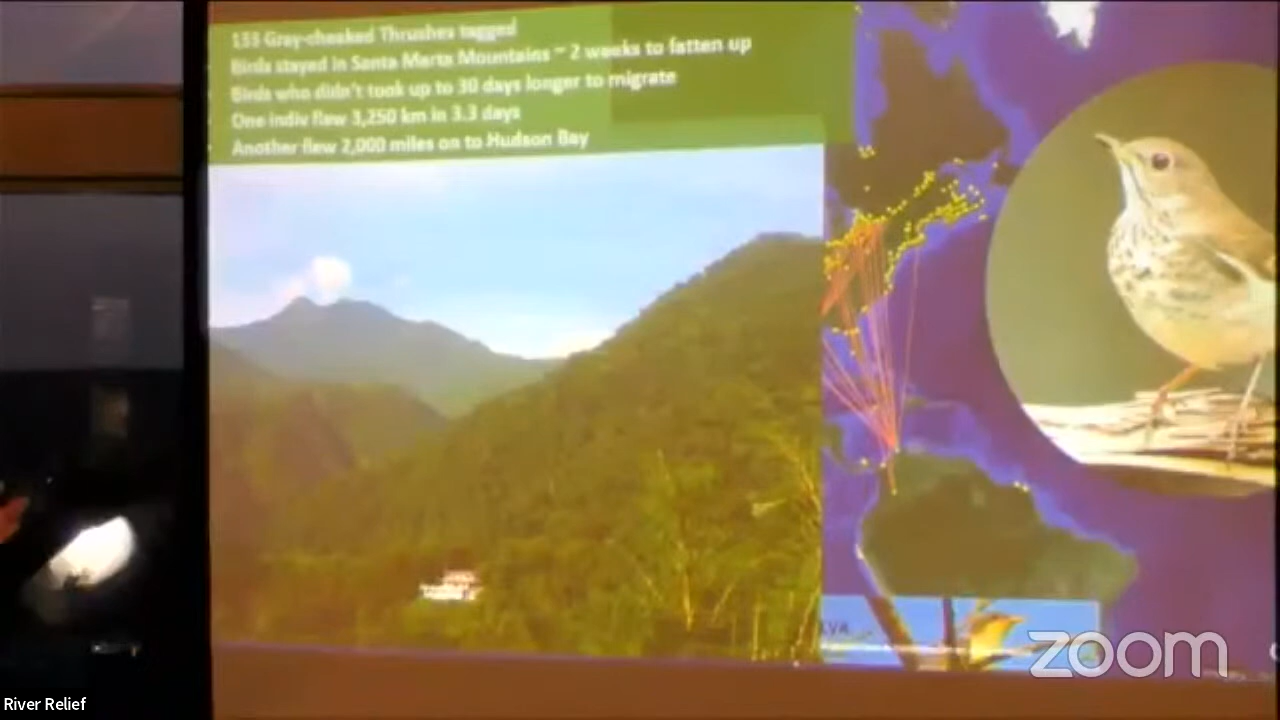 133 Gray-cheeked Thrushes tagged
Birds stayed in Santa Marta Mountains ~ 2 weeks to fatten up
Birds who didn't took up to 30 days longer to migrate
One indiv flew 3,250 km in 3.3 days
Another flew 2,000 miles on to Hudson Bay
zoom
River Relief